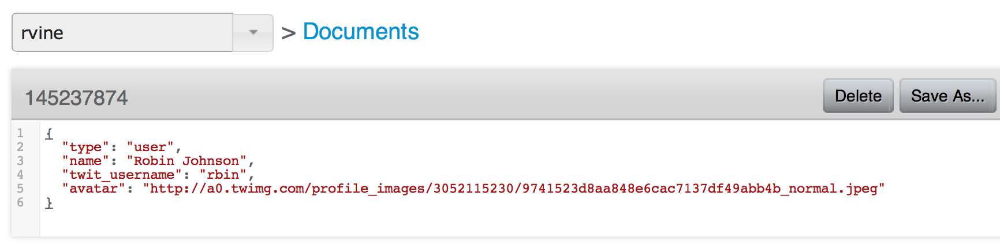 rvine > Documents
145237874 Delete Save As...
1 {
2 "type": "user",
3 "name": "Robin Johnson",
4 "twit_username": "rbin",
5 "avatar": "http://a0.twimg.com/profile_images/3052115230/9741523d8aa848e6cac7137df49abb4b_normal.jpeg"
6 }